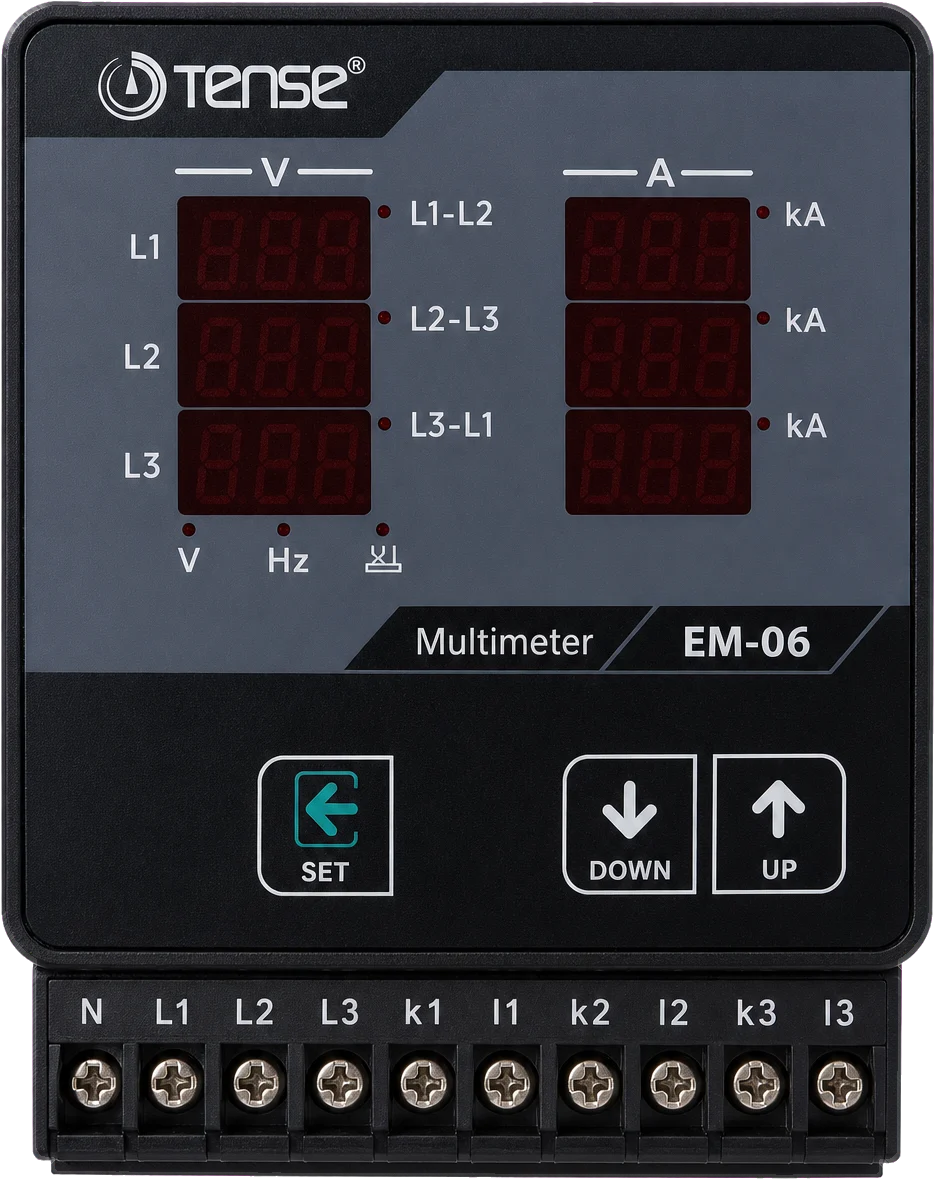 TENSE®
V
A
L1
L1-L2
kA
L2
L2-L3
kA
L3
L3-L1
kA
V Hz
Multimeter EM-06
SET
DOWN
UP
N L1 L2 L3 k1 l1 k2 l2 k3 l3